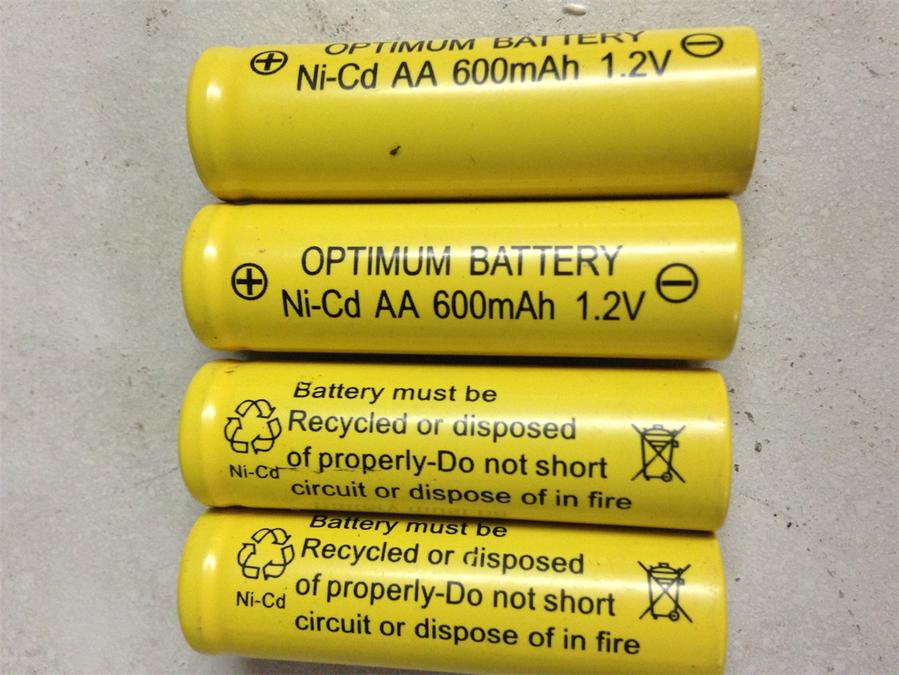 OPTIMUM BATTERY
Ni-Cd AA 600mAh 1.2V
OPTIMUM BATTERY
Ni-Cd AA 600mAh 1.2V
Battery must be
Recycled or disposed
of properly-Do not short
circuit or dispose of in fire
Ni-Cd
Battery must be
Recycled or disposed
of properly-Do not short
circuit or dispose of in fire
Ni-Cd